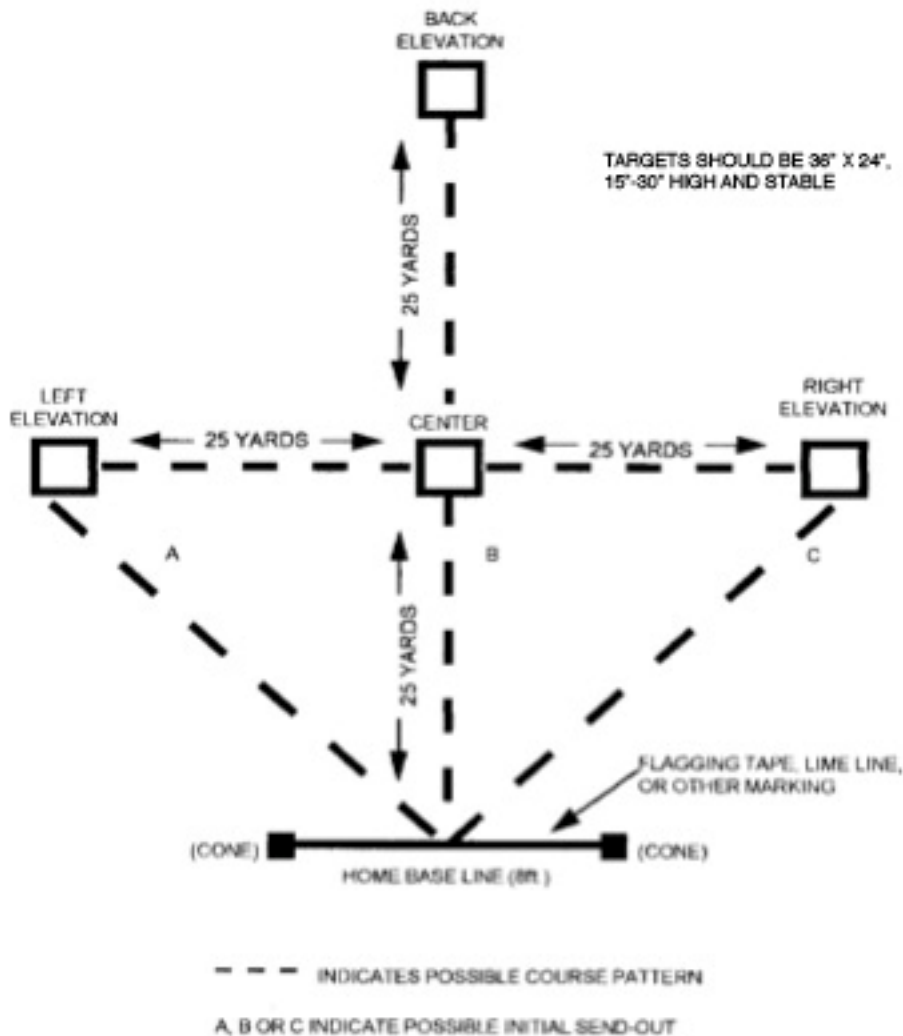 BACK
ELEVATION
TARGETS SHOULD BE 36" X 24",
15"-30" HIGH AND STABLE
25 YARDS
LEFT
ELEVATION
25 YARDS
CENTER
25 YARDS
RIGHT
ELEVATION
A
B
C
25 YARDS
FLAGGING TAPE, LIME LINE,
OR OTHER MARKING
(CONE)
(CONE)
HOME BASE LINE (8ft )
INDICATES POSSIBLE COURSE PATTERN
A, B OR C INDICATE POSSIBLE INITIAL SEND-OUT